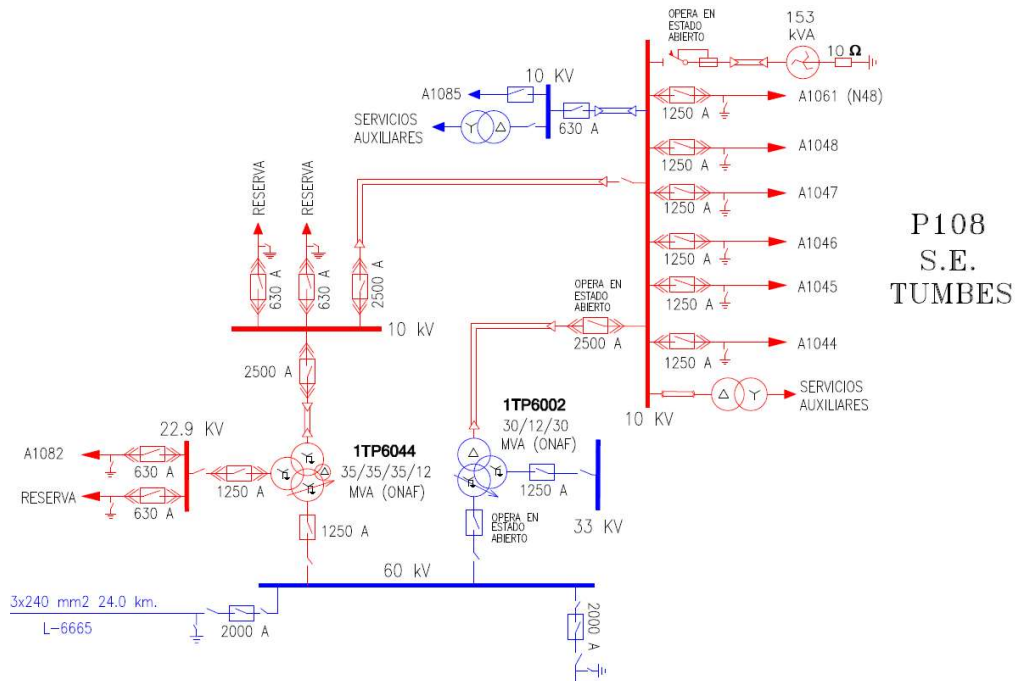 OPERA EN
ESTADO
ABIERTO
153
kVA
10 Ω
A1061 (N48)
1250 A
10 KV
A1085
SERVICIOS
AUXILIARES
630 A
A1048
1250 A
A1047
1250 A
A1046
1250 A
A1045
1250 A
A1044
1250 A
SERVICIOS
AUXILIARES
10 KV
P108
S.E.
TUMBES
RESERVA
RESERVA
630 A
630 A
2500 A
10 kV
2500 A
OPERA EN
ESTADO
ABIERTO
2500 A
22.9 KV
A1082
630 A
RESERVA
630 A
1250 A
1TP6044
35/35/35/12
MVA (ONAF)
1250 A
1TP6002
30/12/30
MVA (ONAF)
1250 A
33 KV
OPERA EN
ESTADO
ABIERTO
60 kV
3x240 mm2 24.0 km.
L-6665
2000 A
2000 A